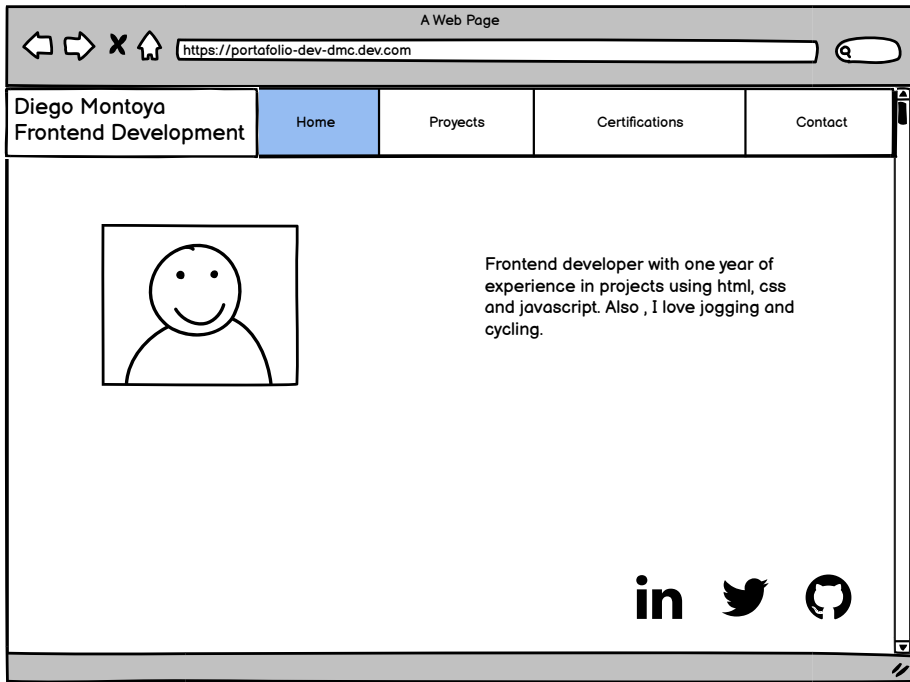 A Web Page
https://portafolio-dev-dmc.dev.com
Diego Montoya
Frontend Development
Home
Proyects
Certifications
Contact
Frontend developer with one year of
experience in projects using html, css
and javascript. Also , I love jogging and
cycling.
in